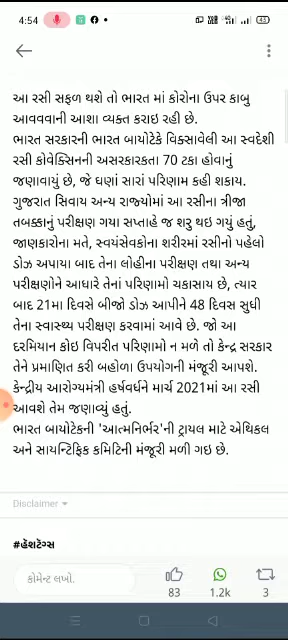 4:54
43
આ રસી સફળ થશે તો ભારત માં કોરોના ઉપર કાબુ
આવવવાની આશા વ્યક્ત કરાઇ રહી છે.
ભારત સરકારની ભારત બાયોટેકે વિક્સાવેલી આ સ્વદેશી
રસી કોવેક્સિનની અસરકારકતા 70 ટકા હોવાનું
જણાવાયું છે, જે ઘણા સારાં પરિણામ કહી શકાય.
ગુજરાત સિવાય અન્ય રાજ્યોમાં આ રસીના ત્રીજા
તબક્કાનું પરીક્ષણ ગયા સપ્તાહે જ શરુ થઇ ગયું હતું,
જાણકારોના મતે, સ્વયંસેવકોના શરીરમાં રસીનો પહેલો
ડોઝ અપાયા બાદ તેના લોહીના પરીક્ષણ તથા અન્ય
પરીક્ષણોને આધારે તેનાં પરિણામો ચકાસાય છે, ત્યાર
બાદ 21મા દિવસે બીજો ડોઝ આપીને 48 દિવસ સુધી
તેના સ્વાસ્થ્ય પરીક્ષણ કરવામાં આવે છે. જો આ
દરમિયાન કોઇ વિપરીત પરિણામો ન મળે તો કેન્દ્ર સરકાર
તેને પ્રમાણિત કરી બહોળા ઉપયોગની મંજૂરી આપશે.
કેન્દ્રીય આરોગ્યમંત્રી હર્ષવર્ધને માર્ચ 2021માં આ રસી
આવશે તેમ જણાવ્યું હતું.
ભારત બાયોટેકની 'આત્મનિર્ભર'ની ટ્રાયલ માટે એથિકલ
અને સાયન્ટિફિક કમિટિની મંજૂરી મળી ગઇ છે.
Disclaimer
#હેશટેગ્સ
કોમેન્ટ લખો.
83 1.2k 3